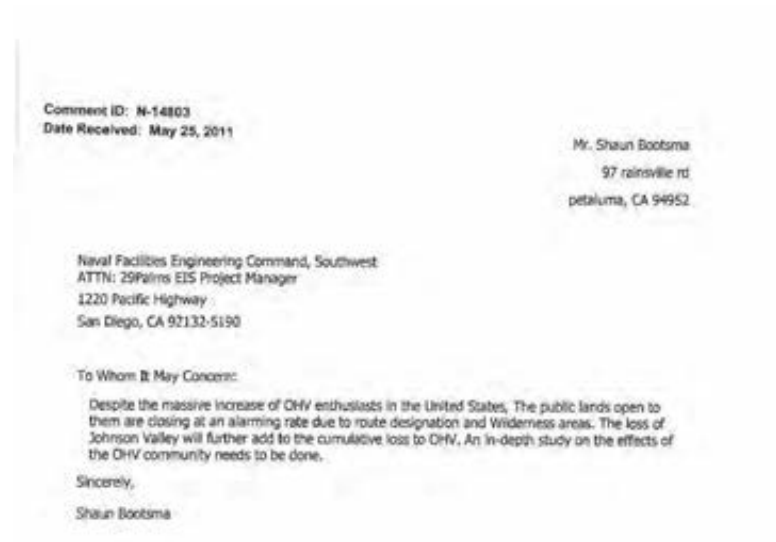 Comment ID: N-14803
Date Received: May 25, 2011
Mr. Shaun Bootsma
97 rainsville rd
petaluma, CA 94952
Naval Facilities Engineering Command, Southwest
ATTN: 29Palms EIS Project Manager
1220 Pacific Highway
San Diego, CA 92132-5190
To Whom It May Concern:
Despite the massive increase of OHV enthusiasts in the United States, The public lands open to
them are closing at an alarming rate due to route designation and Wilderness areas. The loss of
Johnson Valley will further add to the cumulative loss to OHV. An in-depth study on the effects of
the OHV community needs to be done.
Sincerely,
Shaun Bootsma